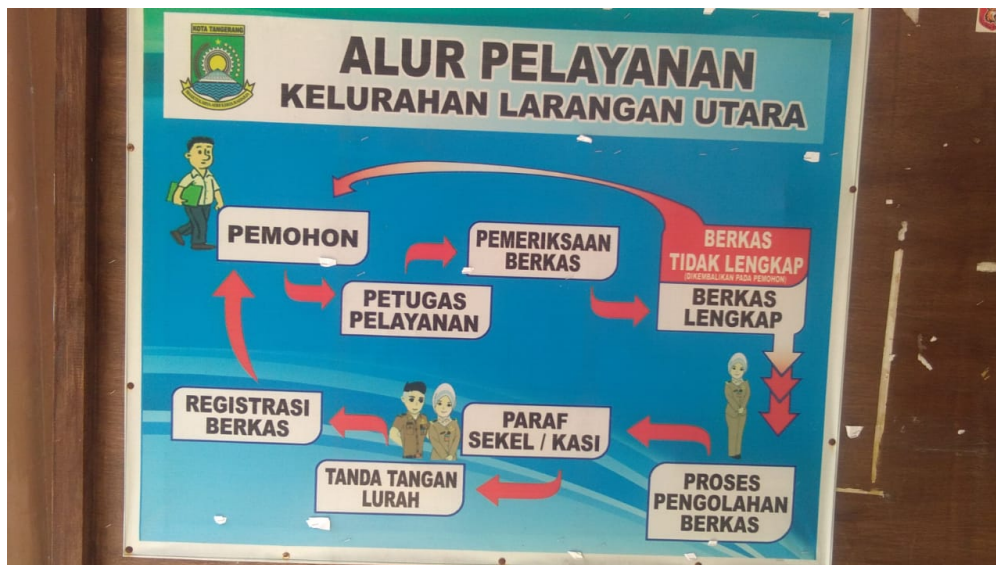 KOTA TANGERANG
ALUR PELAYANAN
KELURAHAN LARANGAN UTARA
PEMOHON
PETUGAS
PELAYANAN
PEMERIKSAAN
BERKAS
BERKAS
TIDAK LENGKAP
(DIKEMBALIKAN PADA PEMOHON)
BERKAS
LENGKAP
PROSES
PENGOLAHAN
BERKAS
PARAF
SEKEL / KASI
TANDA TANGAN
LURAH
REGISTRASI
BERKAS